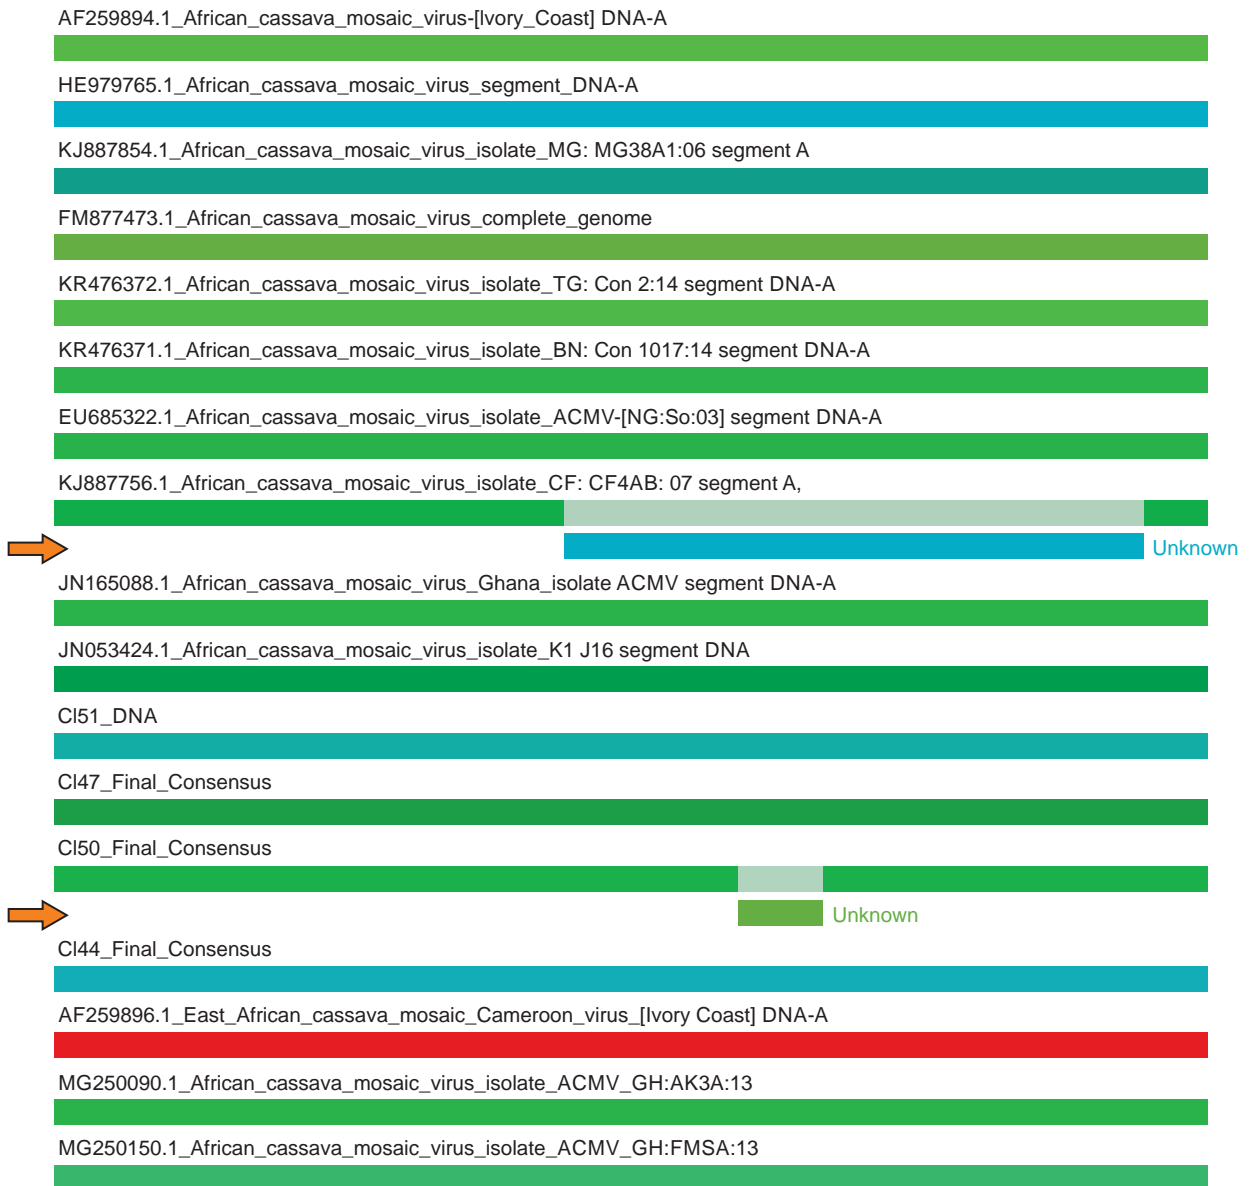 AF259894.1_African_cassava_mosaic_virus-[Ivory_Coast] DNA-A
HE979765.1_African_cassava_mosaic_virus_segment_DNA-A
KJ887854.1_African_cassava_mosaic_virus_isolate_MG: MG38A1:06 segment A
FM877473.1_African_cassava_mosaic_virus_complete_genome
KR476372.1_African_cassava_mosaic_virus_isolate_TG: Con 2:14 segment DNA-A
KR476371.1_African_cassava_mosaic_virus_isolate_BN: Con 1017:14 segment DNA-A
EU685322.1_African_cassava_mosaic_virus_isolate_ACMV-[NG:So:03] segment DNA-A
KJ887756.1_African_cassava_mosaic_virus_isolate_CF: CF4AB: 07 segment A,
Unknown
JN165088.1_African_cassava_mosaic_virus_Ghana_isolate ACMV segment DNA-A
JN053424.1_African_cassava_mosaic_virus_isolate_K1 J16 segment DNA
CI51_DNA
CI47_Final_Consensus
CI50_Final_Consensus
Unknown
CI44_Final_Consensus
AF259896.1_East_African_cassava_mosaic_Cameroon_virus_[Ivory Coast] DNA-A
MG250090.1_African_cassava_mosaic_virus_isolate_ACMV_GH:AK3A:13
MG250150.1_African_cassava_mosaic_virus_isolate_ACMV_GH:FMSA:13